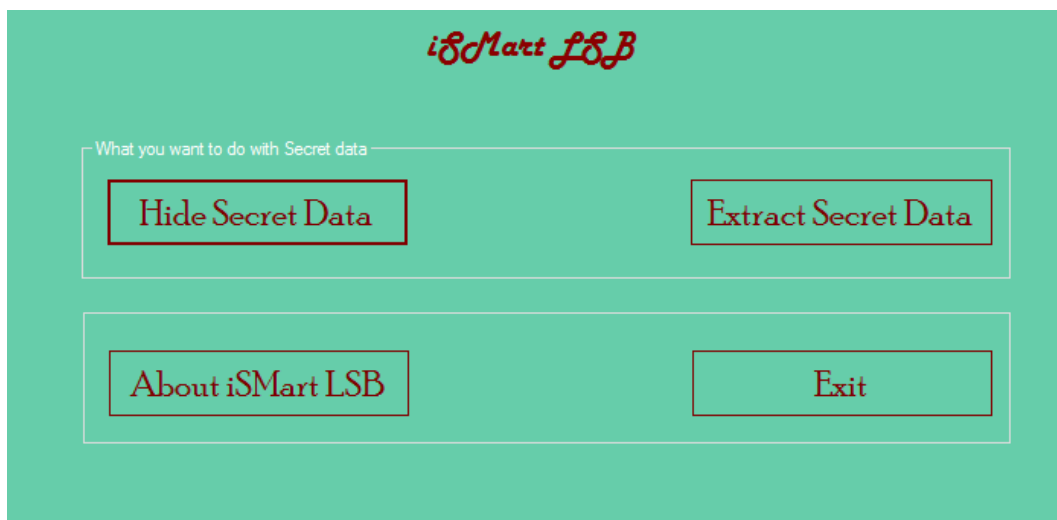 iSMart LSB
What you want to do with Secret data
Hide Secret Data
Extract Secret Data
About iSMart LSB
Exit